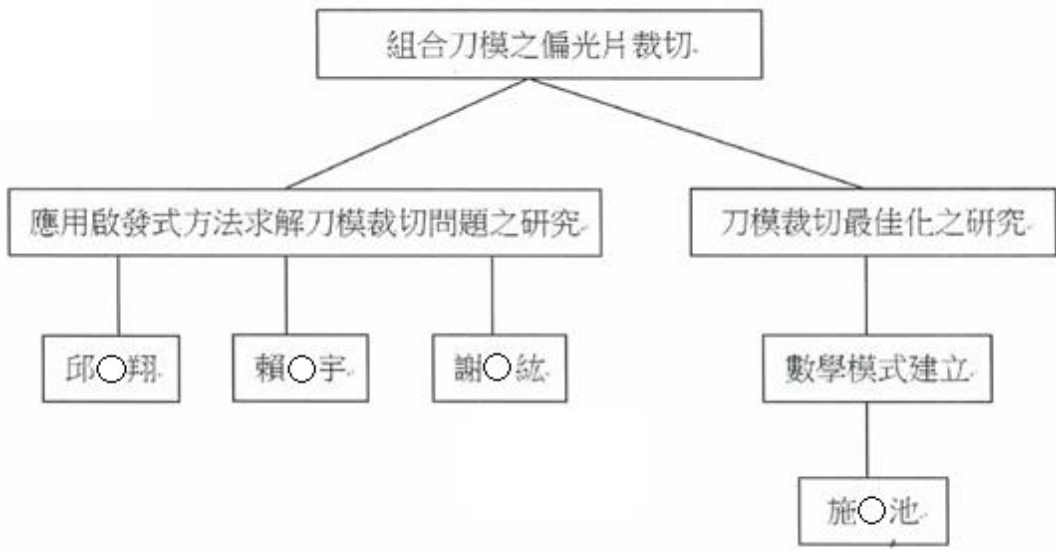 組合刀模之偏光片裁切
應用啟發式方法求解刀模裁切問題之研究
刀模裁切最佳化之研究
邱○翔
賴○宇
謝○紘
數學模式建立
施○池